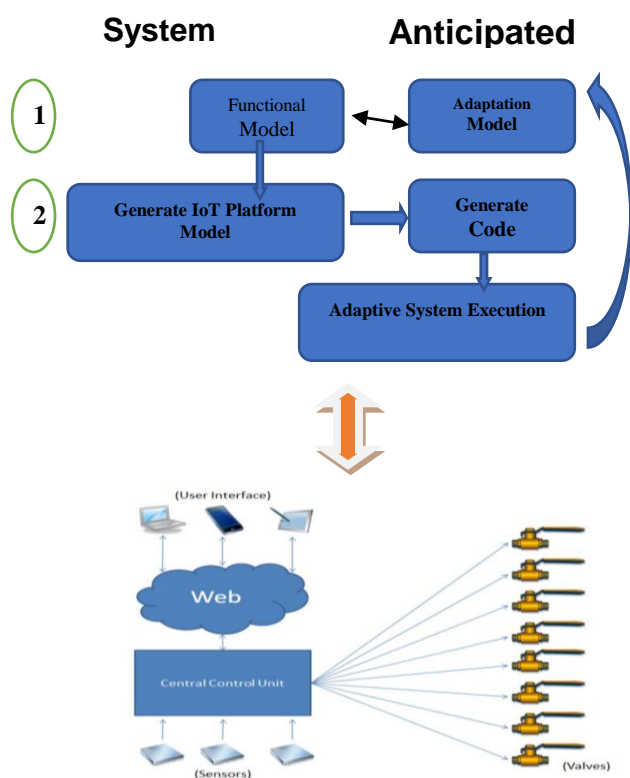 System
Anticipated
1
Functional
Model
Adaptation
Model
2
Generate IoT Platform
Model
Generate
Code
Adaptive System Execution
(User Interface)
Web
Central Control Unit
(Sensors)
(Valves)